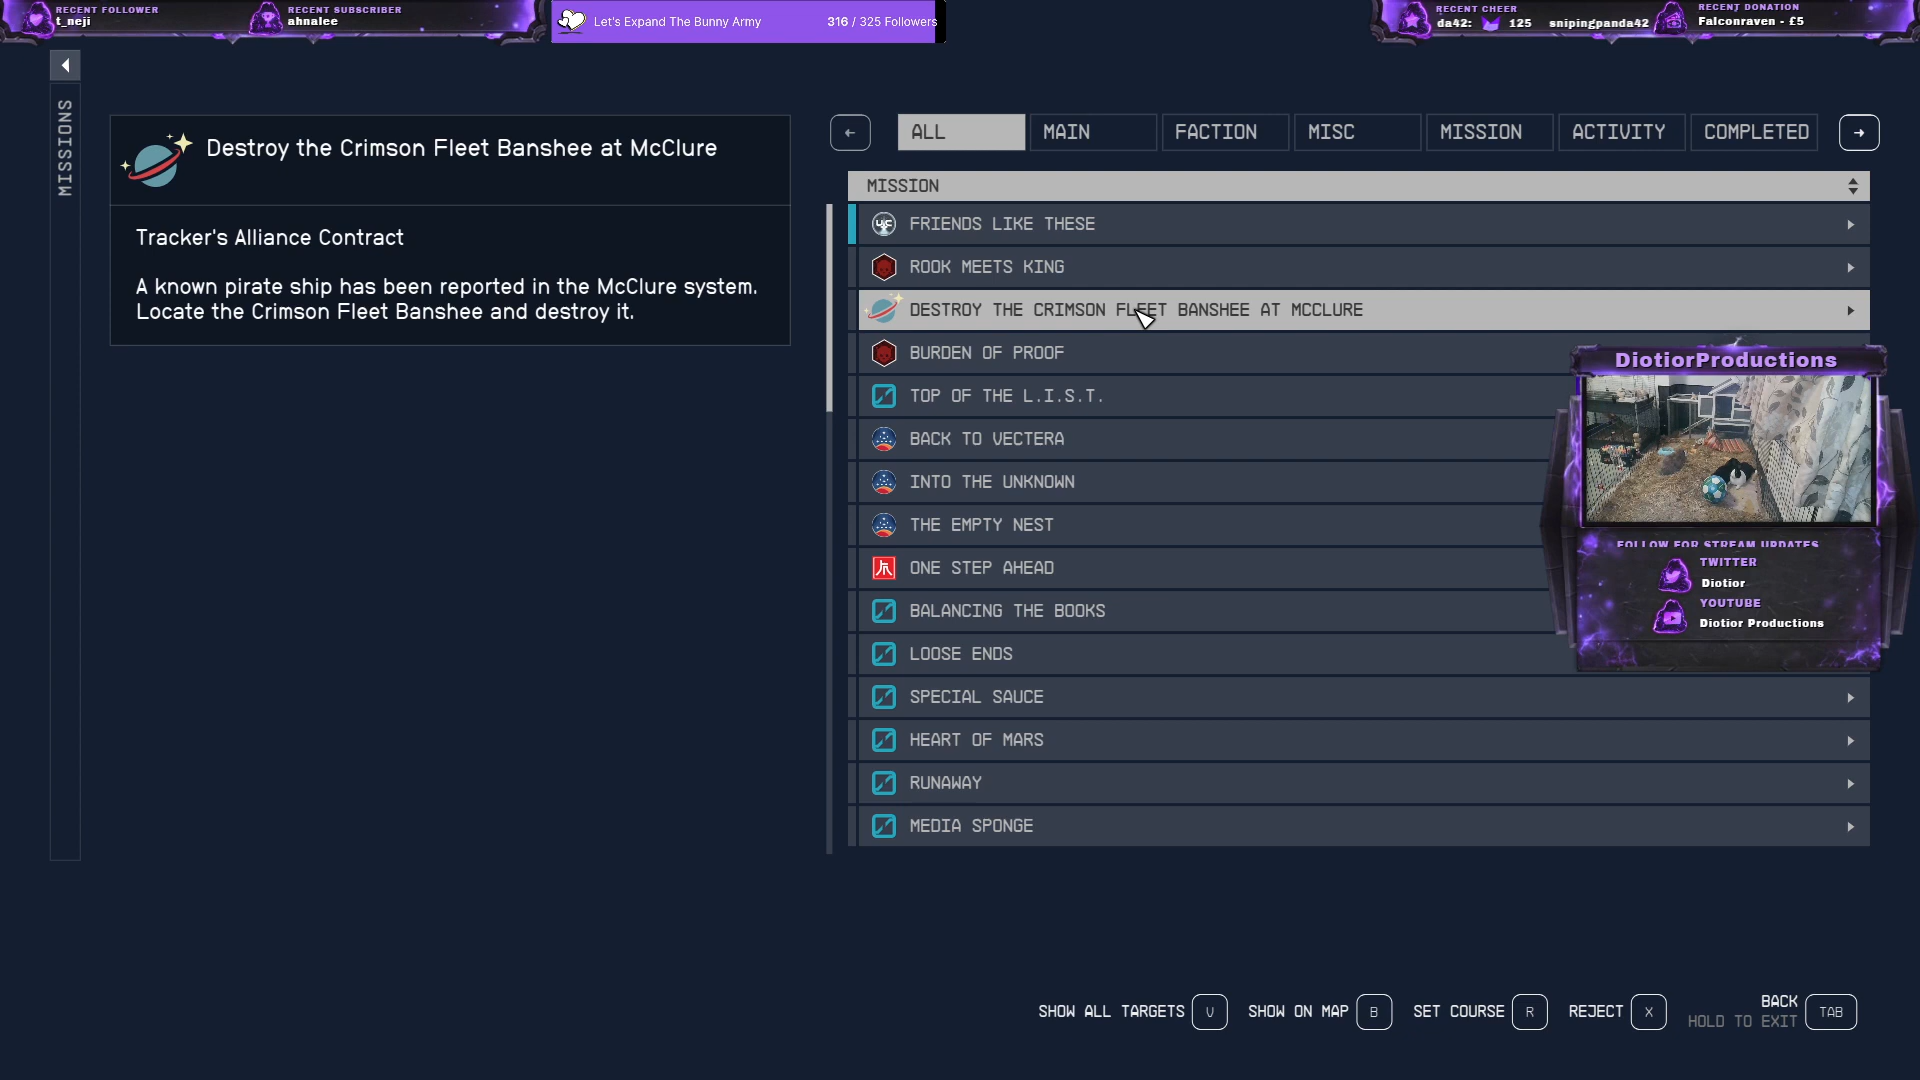 RECENT FOLLOWER
t_neji
RECENT SUBSCRIBER
ahnalee
Let's Expand The Bunny Army
316 / 325 Followers
RECENT CHEER
da42: 125 snipingpanda42
RECENT DONATION
Falconraven - £5
MISSIONS
Destroy the Crimson Fleet Banshee at McClure
Tracker's Alliance Contract
A known pirate ship has been reported in the McClure system.
Locate the Crimson Fleet Banshee and destroy it.
ALL
MAIN
FACTION
MISC
MISSION
ACTIVITY
COMPLETED
MISSION
FRIENDS LIKE THESE
ROOK MEETS KING
DESTROY THE CRIMSON FLEET BANSHEE AT MCCLURE
BURDEN OF PROOF
TOP OF THE L.I.S.T.
BACK TO VECTERA
INTO THE UNKNOWN
THE EMPTY NEST
ONE STEP AHEAD
BALANCING THE BOOKS
LOOSE ENDS
SPECIAL SAUCE
HEART OF MARS
RUNAWAY
MEDIA SPONGE
DiotiorProductions
FOLLOW FOR STREAM UPDATES
TWITTER
Diotior
YOUTUBE
Diotior Productions
SHOW ALL TARGETS V
SHOW ON MAP B
SET COURSE R
REJECT X
BACK
HOLD TO EXIT
TAB